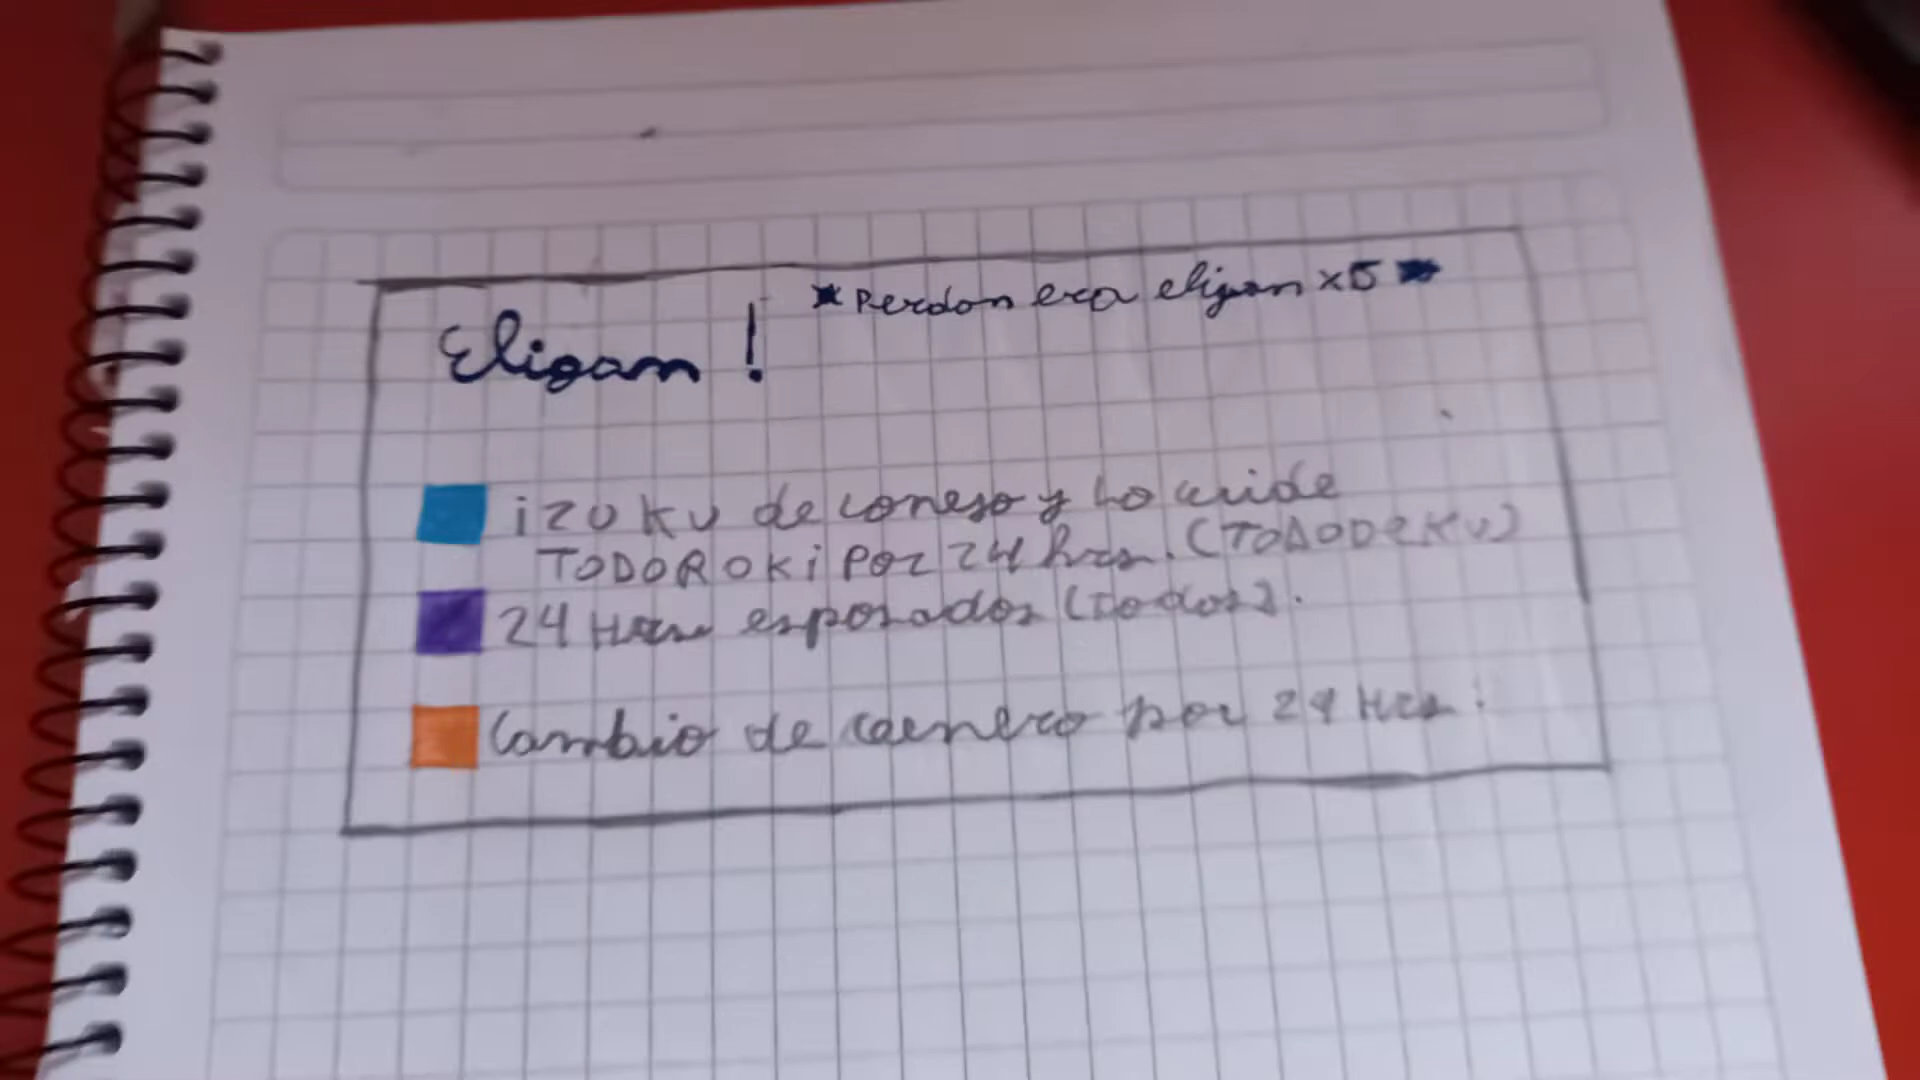 Eligan !
*Perdon era eligan x5*
izuku de conejo y lo cuide
TODOROKi Por 24 hrs. (TODODEKU)
24 Hrs esposados (todos).
Cambio de genero por 24 Hrs.